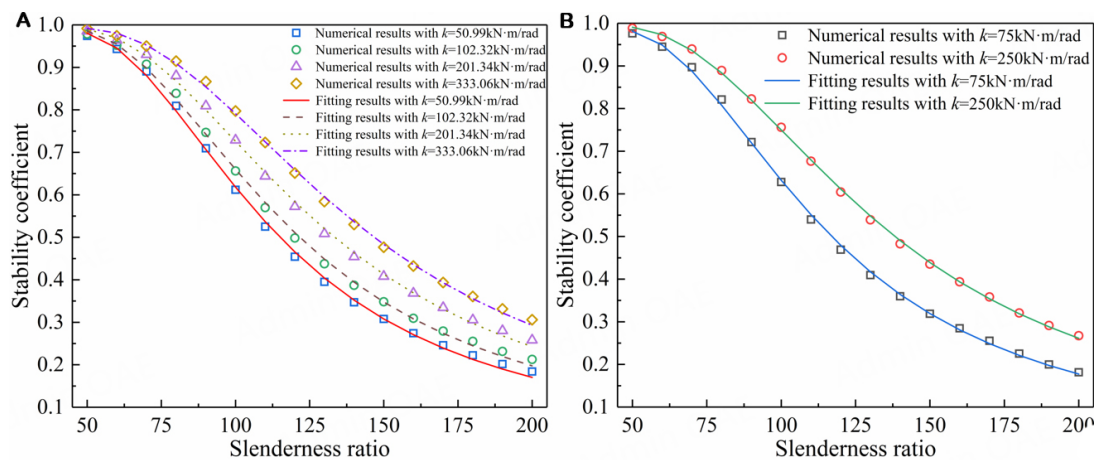 A
1.0
0.9
0.8
0.7
0.6
0.5
0.4
0.3
0.2
0.1
Stability coefficient
Numerical results with k=50.99kN·m/rad
Numerical results with k=102.32kN·m/rad
Numerical results with k=201.34kN·m/rad
Numerical results with k=333.06kN·m/rad
Fitting results with k=50.99kN·m/rad
Fitting results with k=102.32kN·m/rad
Fitting results with k=201.34kN·m/rad
Fitting results with k=333.06kN·m/rad
50 75 100 125 150 175 200
Slenderness ratio
B
1.0
0.9
0.8
0.7
0.6
0.5
0.4
0.3
0.2
0.1
Stability coefficient
Numerical results with k=75kN·m/rad
Numerical results with k=250kN·m/rad
Fitting results with k=75kN·m/rad
Fitting results with k=250kN·m/rad
50 75 100 125 150 175 200
Slenderness ratio